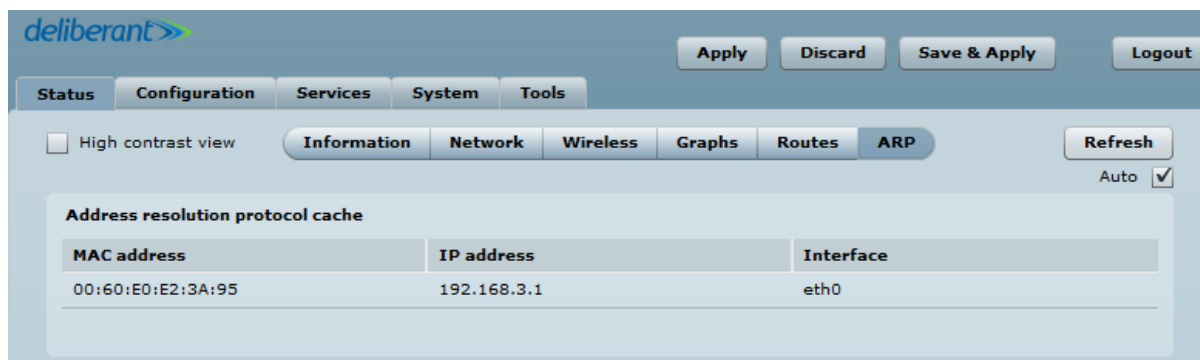 deliberant
Apply Discard Save & Apply Logout
Status Configuration Services System Tools
High contrast view Information Network Wireless Graphs Routes ARP Refresh
Auto
Address resolution protocol cache
MAC address IP address Interface
00:60:E0:E2:3A:95 192.168.3.1 eth0